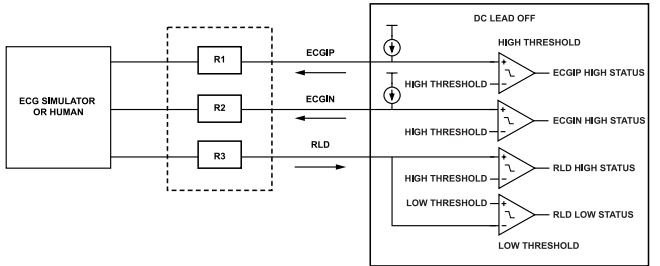 DC LEAD OFF
HIGH THRESHOLD
R1
ECGIP
+
−
HIGH THRESHOLD
ECGIP HIGH STATUS
ECG SIMULATOR
OR HUMAN
R2
ECGIN
+
−
HIGH THRESHOLD
ECGIN HIGH STATUS
R3
RLD
+
−
HIGH THRESHOLD
RLD HIGH STATUS
LOW THRESHOLD
+
−
RLD LOW STATUS
LOW THRESHOLD